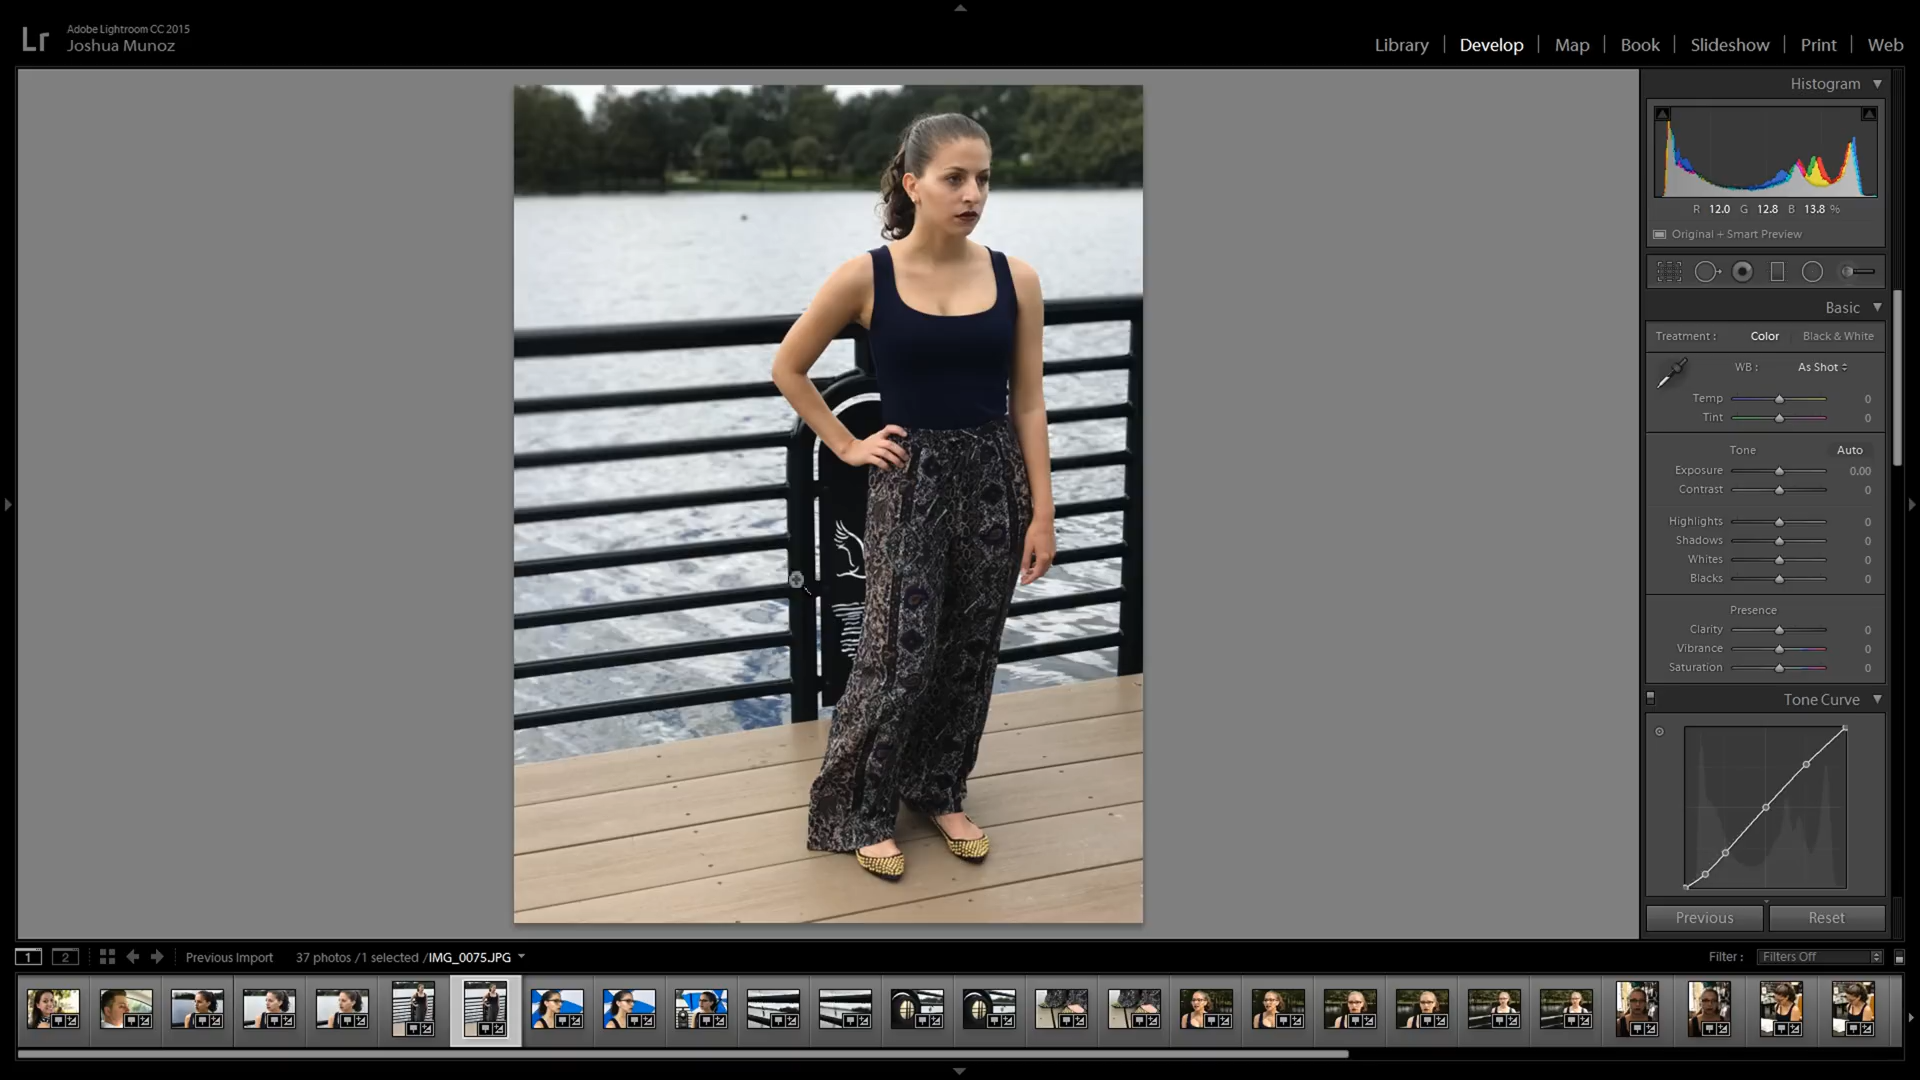 Lr
Adobe Lightroom CC 2015
Joshua Munoz
Library | Develop | Map | Book | Slideshow | Print | Web
Histogram
R 12.0 G 12.8 B 13.8 %
Original + Smart Preview
Basic
Treatment : Color Black & White
WB : As Shot
Temp 0
Tint 0
Tone Auto
Exposure 0.00
Contrast 0
Highlights 0
Shadows 0
Whites 0
Blacks 0
Presence
Clarity 0
Vibrance 0
Saturation 0
Tone Curve
Previous Reset
1 2 Previous Import 37 photos /1 selected /IMG_0075.JPG Filter : Filters Off